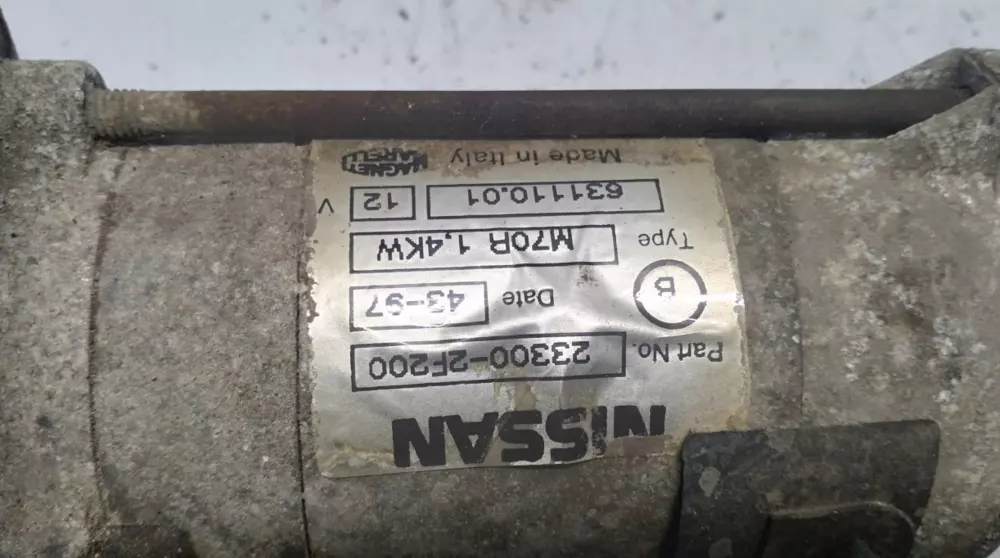 NISSAN
Part No. 23300-2F200
B Date 43-97
Type M70R 1,4KW
631110.01 12 V
Made in Italy MAGNETI MARELLI